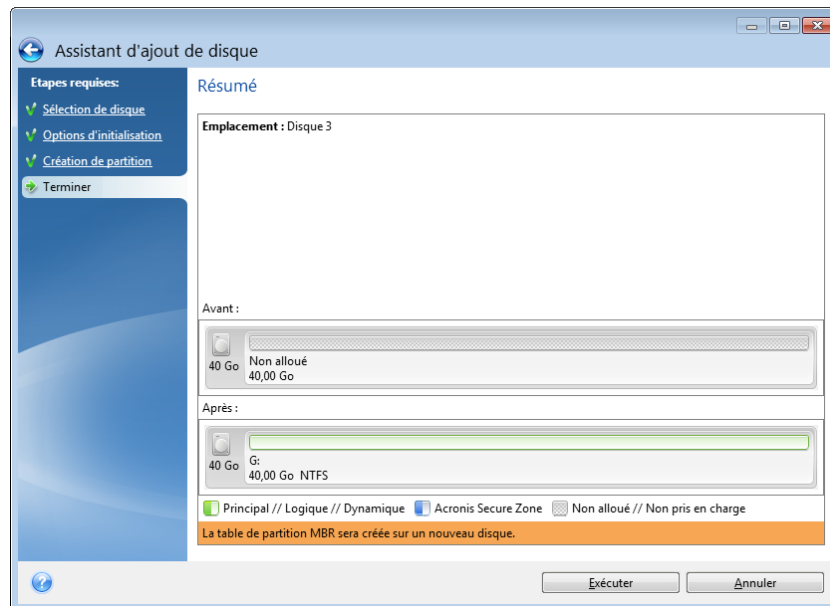 Assistant d'ajout de disque
Etapes requises:
Sélection de disque
Options d'initialisation
Création de partition
Terminer
Résumé
Emplacement : Disque 3
Avant :
40 Go
Non alloué
40,00 Go
Après :
40 Go
G:
40,00 Go NTFS
Principal // Logique // Dynamique Acronis Secure Zone Non alloué // Non pris en charge
La table de partition MBR sera créée sur un nouveau disque.
Exécuter Annuler